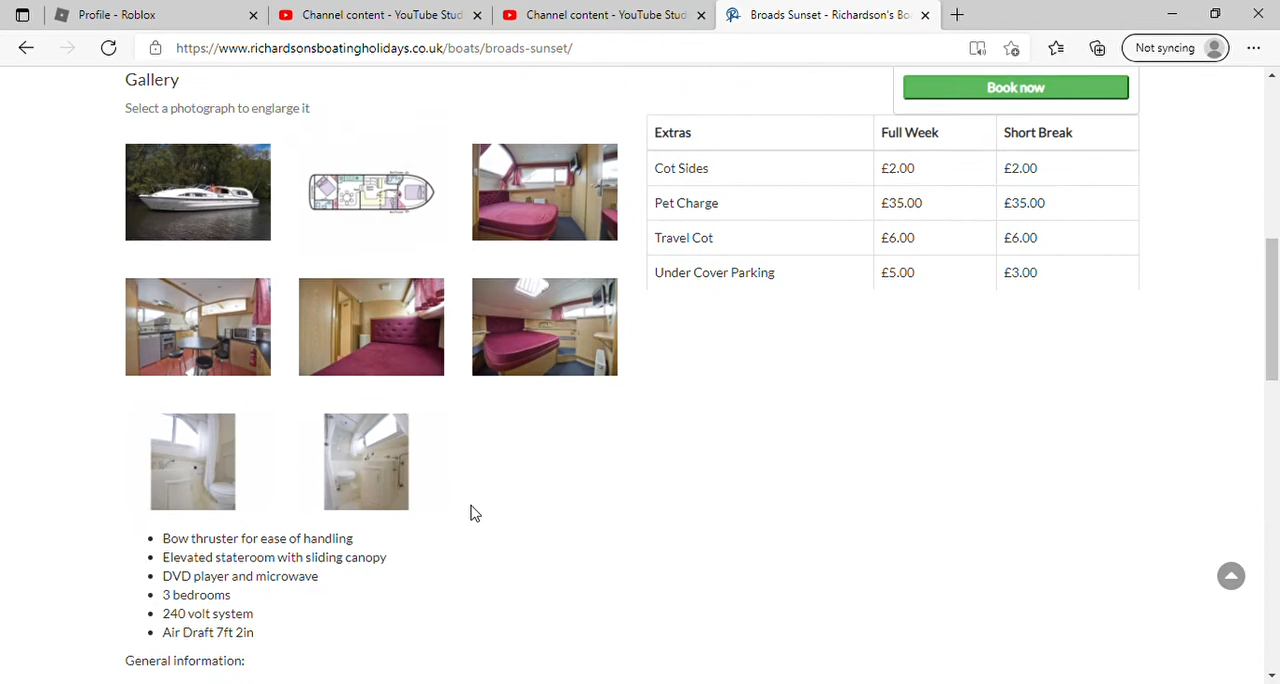 Profile - Roblox
Channel content - YouTube Stud
Channel content - YouTube Stud
Broads Sunset - Richardson's Bo
https://www.richardsonsboatingholidays.co.uk/boats/broads-sunset/
Not syncing
Gallery
Select a photograph to englarge it
Book now
Extras Full Week Short Break
Cot Sides £2.00 £2.00
Pet Charge £35.00 £35.00
Travel Cot £6.00 £6.00
Under Cover Parking £5.00 £3.00
Bow thruster for ease of handling
Elevated stateroom with sliding canopy
DVD player and microwave
3 bedrooms
240 volt system
Air Draft 7ft 2in
General information: